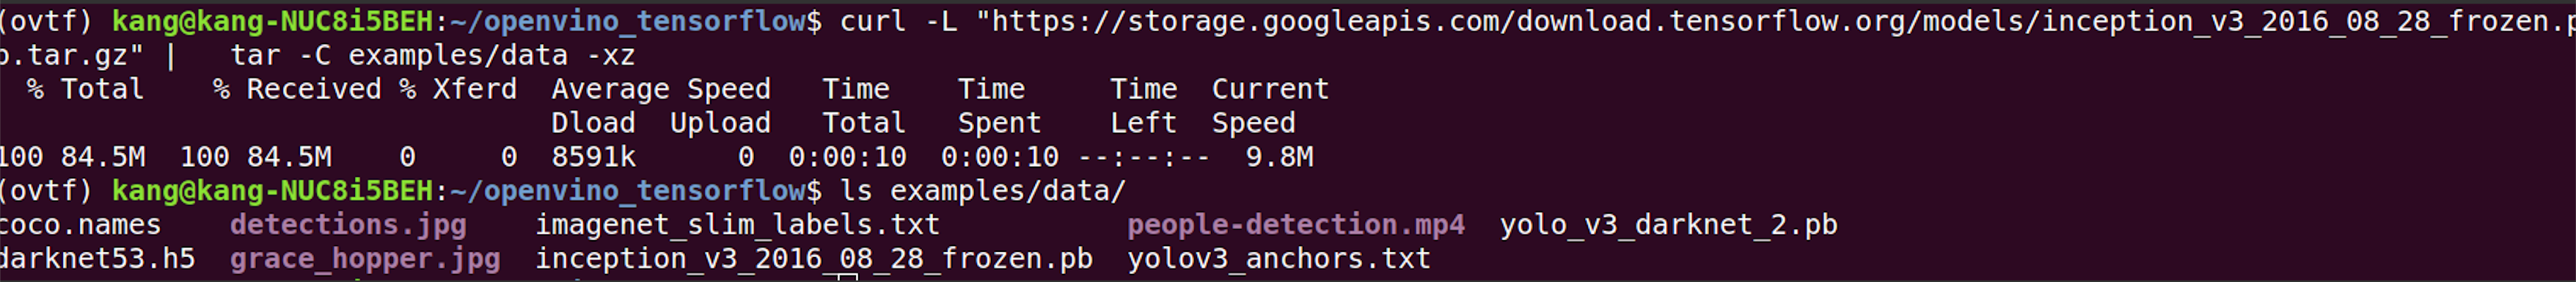 (ovtf) kang@kang-NUC8i5BEH:~/openvino_tensorflow$ curl -L "https://storage.googleapis.com/download.tensorflow.org/models/inception_v3_2016_08_28_frozen.p
b.tar.gz" |   tar -C examples/data -xz
  % Total    % Received % Xferd  Average Speed   Time    Time     Time  Current
                                 Dload  Upload   Total   Spent    Left  Speed
100 84.5M  100 84.5M    0     0  8591k      0  0:00:10  0:00:10 --:--:--  9.8M
(ovtf) kang@kang-NUC8i5BEH:~/openvino_tensorflow$ ls examples/data/
coco.names    detections.jpg    imagenet_slim_labels.txt           people-detection.mp4  yolo_v3_darknet_2.pb
darknet53.h5  grace_hopper.jpg  inception_v3_2016_08_28_frozen.pb  yolov3_anchors.txt